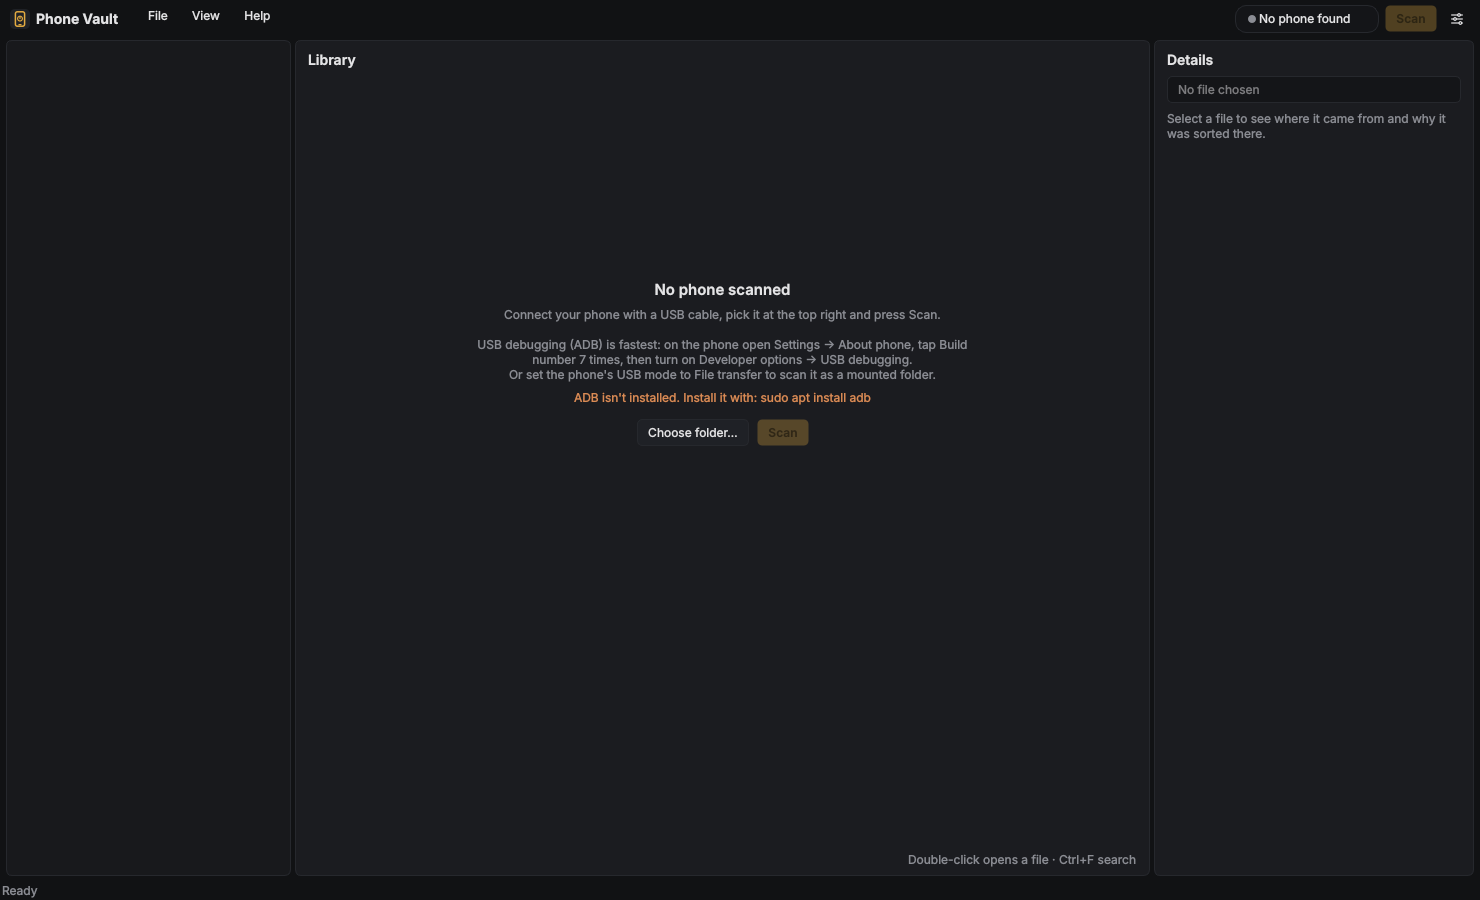 Phone Vault
File
View
Help
No phone found
Scan
Library
Details
No file chosen
Select a file to see where it came from and why it
was sorted there.
No phone scanned
Connect your phone with a USB cable, pick it at the top right and press Scan.
USB debugging (ADB) is fastest: on the phone open Settings → About phone, tap Build
number 7 times, then turn on Developer options → USB debugging.
Or set the phone's USB mode to File transfer to scan it as a mounted folder.
ADB isn't installed. Install it with: sudo apt install adb
Choose folder...
Scan
Double-click opens a file · Ctrl+F search
Ready